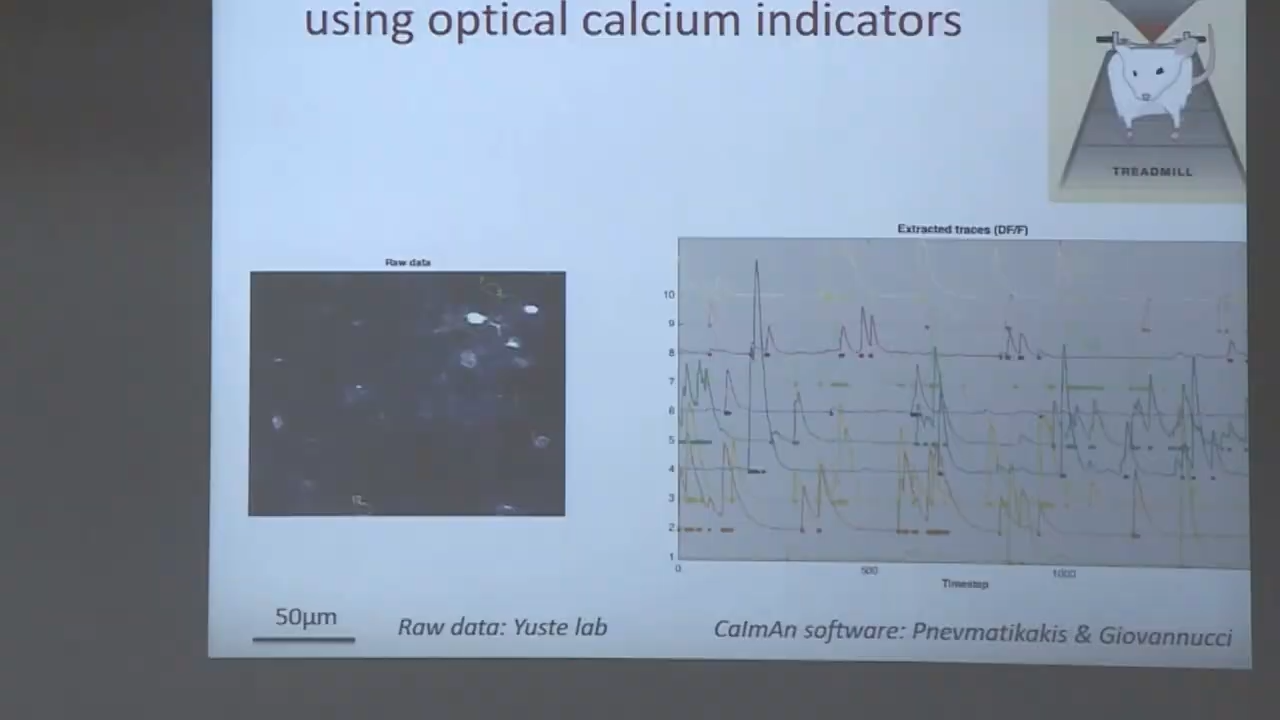 using optical calcium indicators
TREADMILL
Extracted traces (DF/F)
Raw data
10
9
8
7
6
5
4
3
2
1
0
500
1000
Timestep
50μm
Raw data: Yuste lab
CaImAn software: Pnevmatikakis & Giovannucci